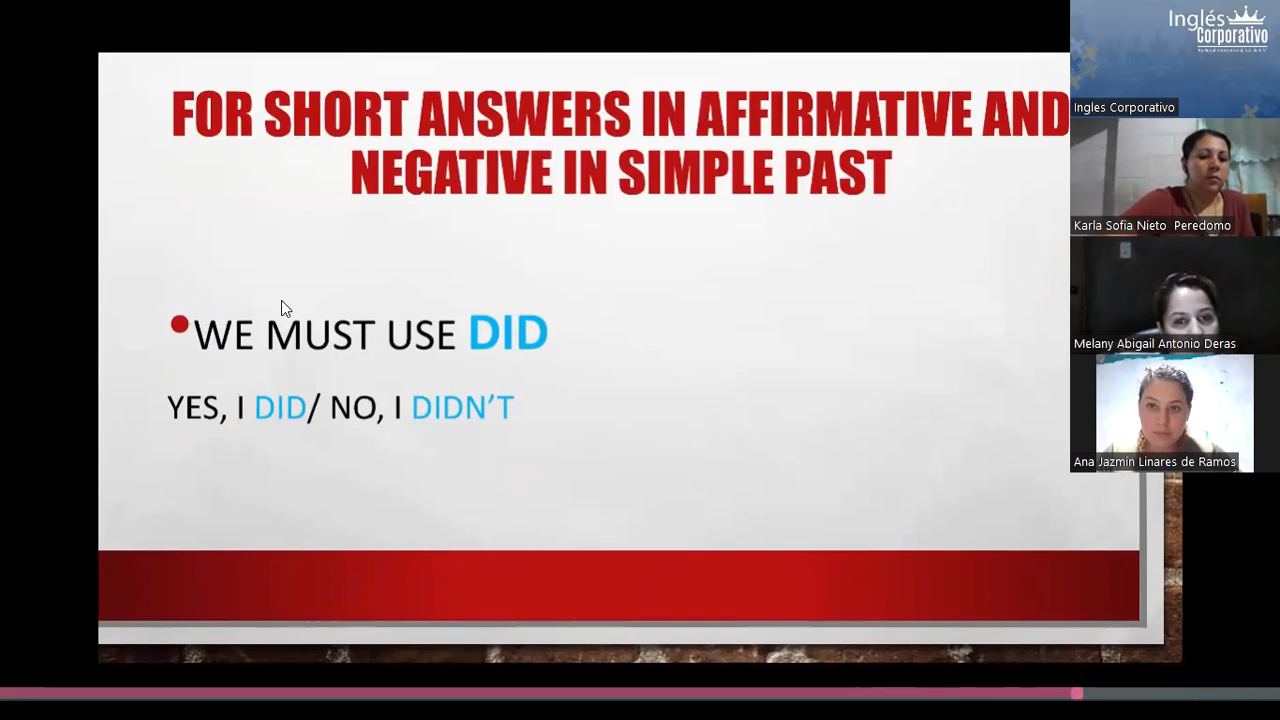 FOR SHORT ANSWERS IN AFFIRMATIVE AND
NEGATIVE IN SIMPLE PAST
•WE MUST USE DID
YES, I DID/ NO, I DIDN’T
Inglés
Corporativo
Ingles Corporativo
Karla Sofia Nieto Peredomo
Melany Abigail Antonio Deras
Ana Jazmin Linares de Ramos